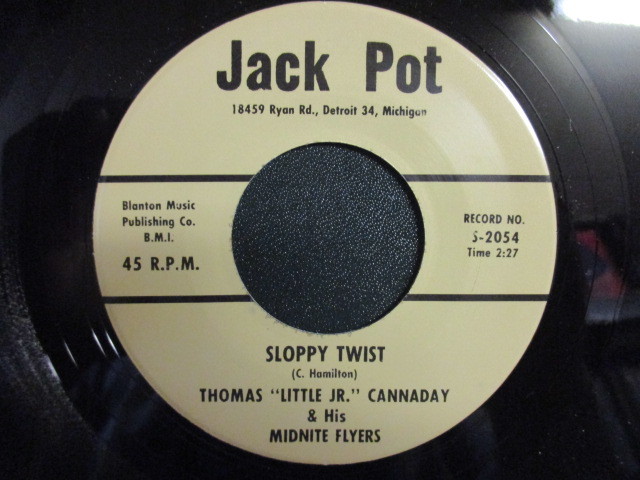 Jack Pot
18459 Ryan Rd., Detroit 34, Michigan
Blanton Music
Publishing Co.
B.M.I.
45 R.P.M.
RECORD NO.
S-2054
Time 2:27
SLOPPY TWIST
(C. Hamilton)
THOMAS "LITTLE JR." CANNADAY
& His
MIDNITE FLYERS